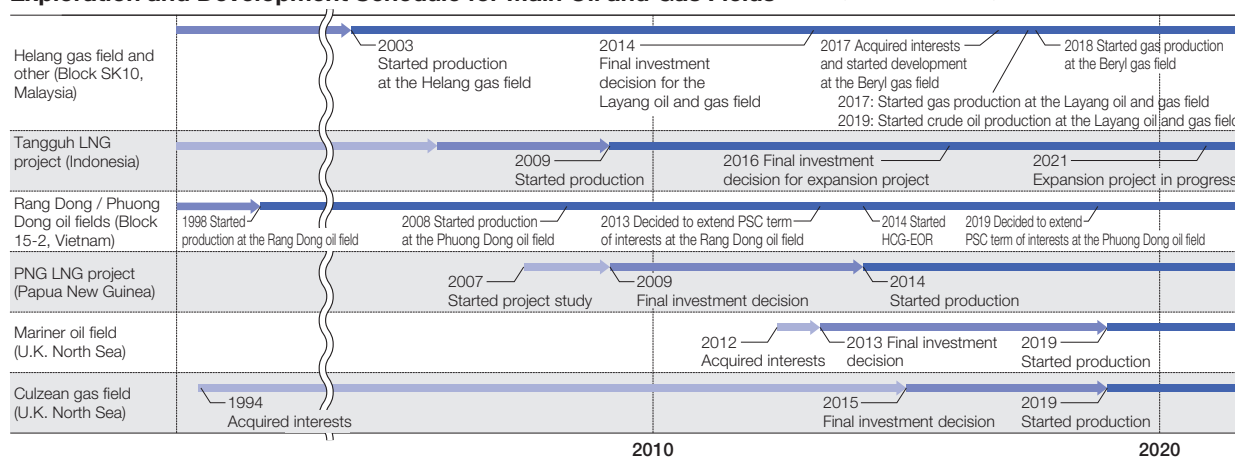 Exploration and Development Schedule for Main Oil and Gas Fields
Helang gas field and
other (Block SK10,
Malaysia)
2003
Started production
at the Helang gas field
2014
Final investment
decision for the
Layang oil and gas field
2017 Acquired interests
and started development
at the Beryl gas field
2018 Started gas production
at the Beryl gas field
2017: Started gas production at the Layang oil and gas field
2019: Started crude oil production at the Layang oil and gas field
Tangguh LNG
project (Indonesia)
2009
Started production
2016 Final investment
decision for expansion project
2021
Expansion project in progress
Rang Dong / Phuong
Dong oil fields (Block
15-2, Vietnam)
1998 Started
production at the Rang Dong oil field
2008 Started production
at the Phuong Dong oil field
2013 Decided to extend PSC term
of interests at the Rang Dong oil field
2014 Started
HCG-EOR
2019 Decided to extend
PSC term of interests at the Phuong Dong oil field
PNG LNG project
(Papua New Guinea)
2007
Started project study
2009
Final investment decision
2014
Started production
Mariner oil field
(U.K. North Sea)
2012
Acquired interests
2013 Final investment
decision
2019
Started production
Culzean gas field
(U.K. North Sea)
1994
Acquired interests
2015
Final investment decision
2019
Started production
2010
2020